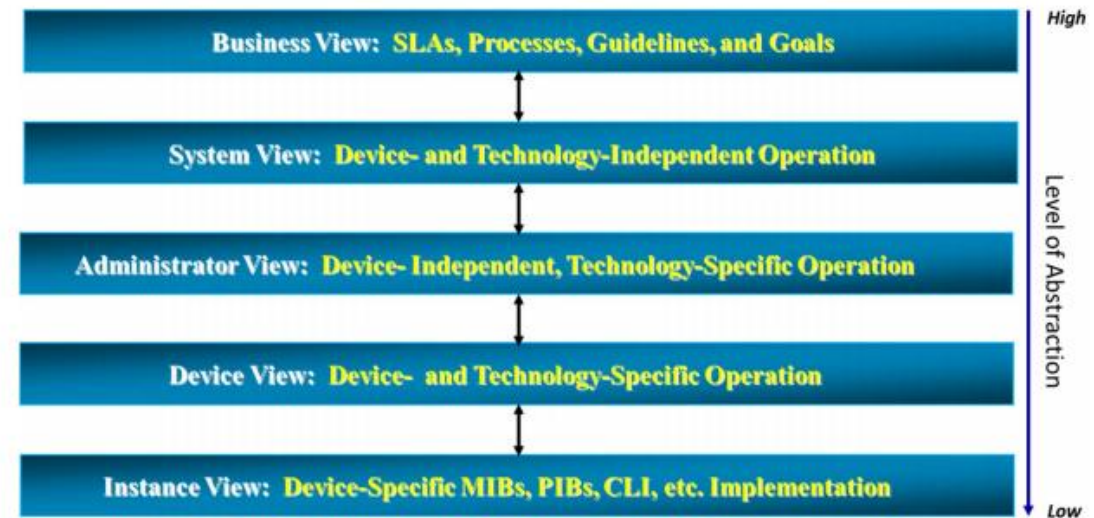 High
Business View: SLAs, Processes, Guidelines, and Goals
System View: Device- and Technology-Independent Operation
Administrator View: Device- Independent, Technology-Specific Operation
Device View: Device- and Technology-Specific Operation
Instance View: Device-Specific MIBs, PIBs, CLI, etc. Implementation
Level of Abstraction
Low